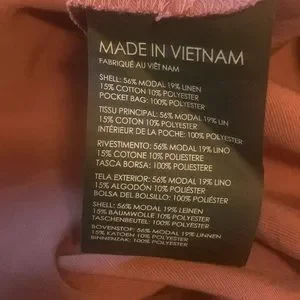 MADE IN VIETNAM
FABRIQUÉ AU VIÊT NAM
SHELL: 56% MODAL 19% LINEN
15% COTTON 10% POLYESTER
POCKET BAG: 100% POLYESTER
TISSU PRINCIPAL: 56% MODAL 19% LIN
15% COTON 10% POLYESTER
INTÉRIEUR DE LA POCHE: 100% POLYESTER
RIVESTIMENTO: 56% MODAL 19% LINO
15% COTONE 10% POLIESTERE
TASCA BORSA: 100% POLIESTERE
TELA EXTERIOR: 56% MODAL 19% LINO
15% ALGODÓN 10% POLIÉSTER
BOLSA DEL BOLSILLO: 100% POLIÉSTER
SHELL: 56% MODAL 19% LEINEN
15% BAUMWOLLE 10% POLYESTER
TASCHENBEUTEL: 100% POLYESTER
BOVENSTOF: 56% MODAL 19% LINNEN
15% KATOEN 10% POLYESTER
BINNENZAK: 100% POLYESTER